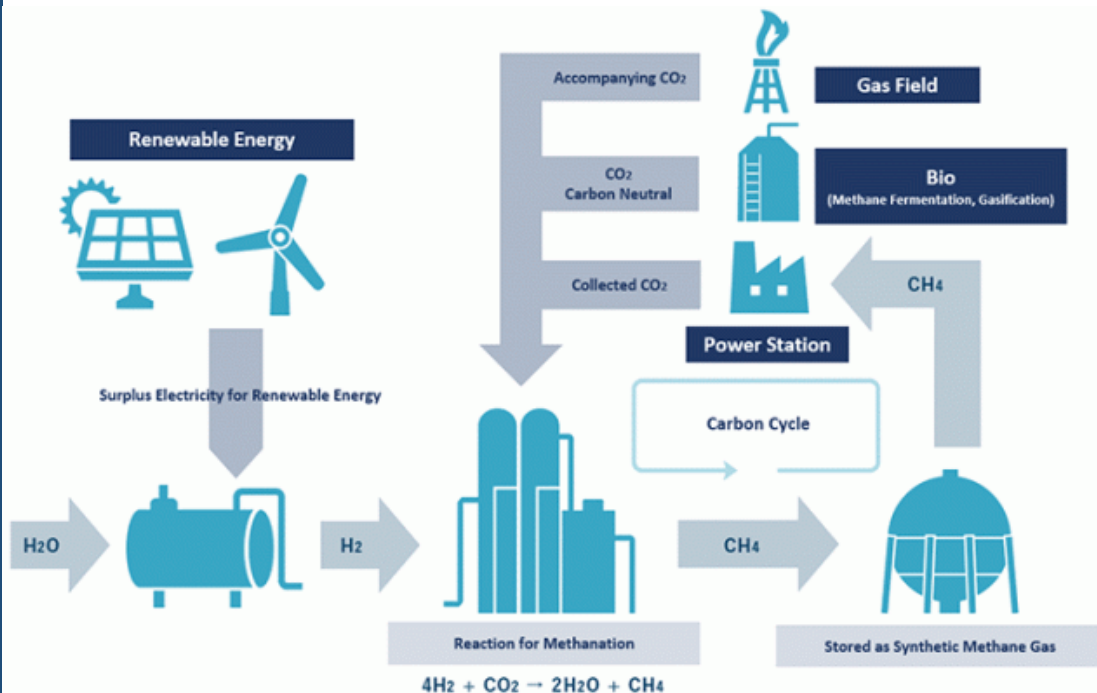 Accompanying CO₂
Gas Field
Renewable Energy
CO₂
Carbon Neutral
Bio
(Methane Fermentation, Gasification)
Collected CO₂
CH₄
Power Station
Surplus Electricity for Renewable Energy
Carbon Cycle
H₂O
H₂
CH₄
Reaction for Methanation
Stored as Synthetic Methane Gas
4H₂ + CO₂ → 2H₂O + CH₄